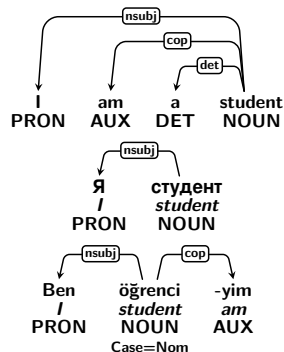 nsubj
cop
det
I am a student
PRON AUX DET NOUN
nsubj
Я студент
I student
PRON NOUN
nsubj cop
Ben öğrenci -yim
I student am
PRON NOUN AUX
Case=Nom